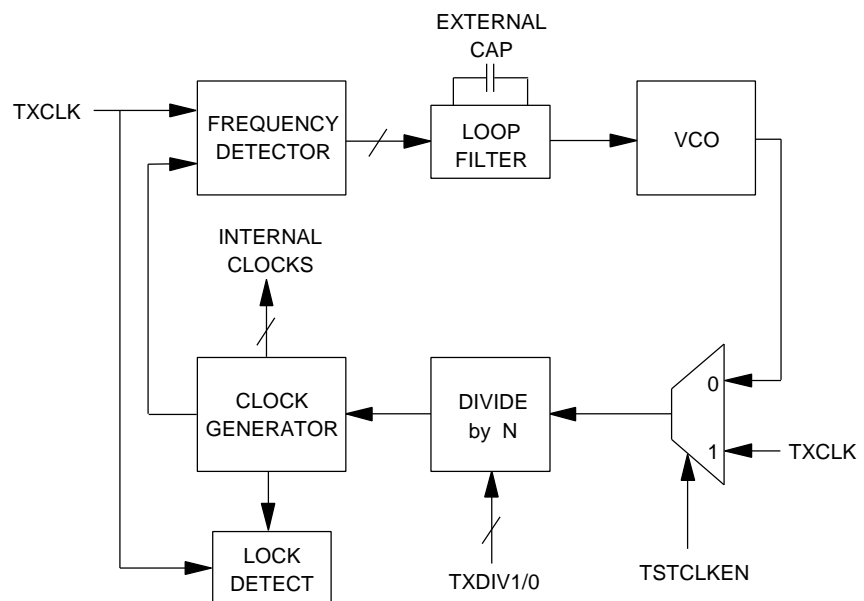 EXTERNAL
CAP
TXCLK
FREQUENCY
DETECTOR
LOOP
FILTER
VCO
INTERNAL
CLOCKS
CLOCK
GENERATOR
DIVIDE
by N
0
1
TXCLK
LOCK
DETECT
TXDIV1/0
TSTCLKEN